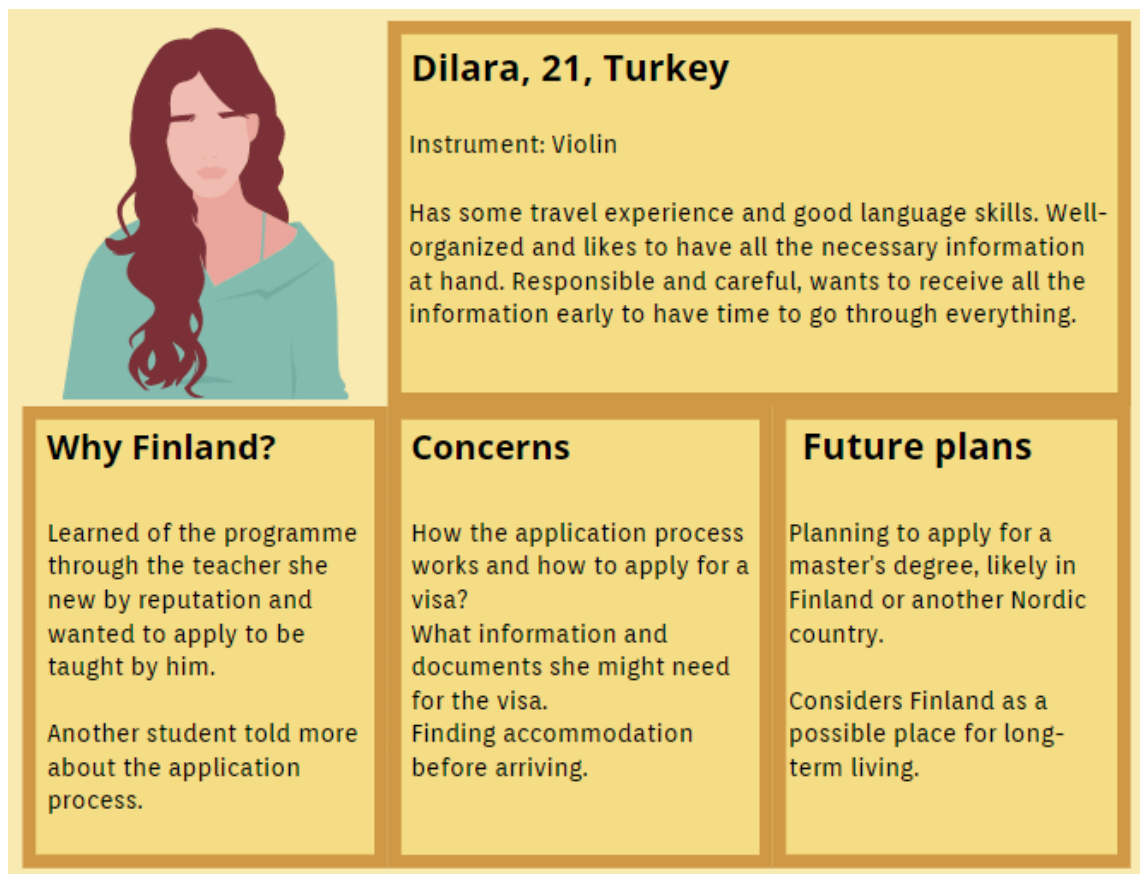 Dilara, 21, Turkey
Instrument: Violin
Has some travel experience and good language skills. Well-
organized and likes to have all the necessary information
at hand. Responsible and careful, wants to receive all the
information early to have time to go through everything.
Why Finland?
Learned of the programme
through the teacher she
new by reputation and
wanted to apply to be
taught by him.
Another student told more
about the application
process.
Concerns
How the application process
works and how to apply for a
visa?
What information and
documents she might need
for the visa.
Finding accommodation
before arriving.
Future plans
Planning to apply for a
master's degree, likely in
Finland or another Nordic
country.
Considers Finland as a
possible place for long-
term living.